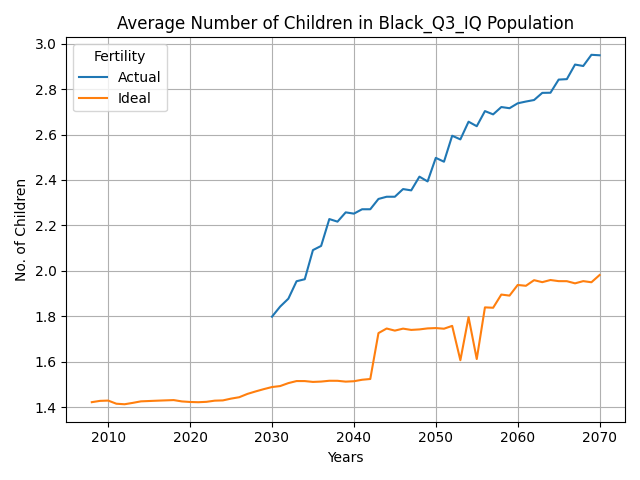 Average Number of Children in Black_Q3_IQ Population
Fertility
Actual
Ideal
No. of Children
3.0
2.8
2.6
2.4
2.2
2.0
1.8
1.6
1.4
2010 2020 2030 2040 2050 2060 2070
Years